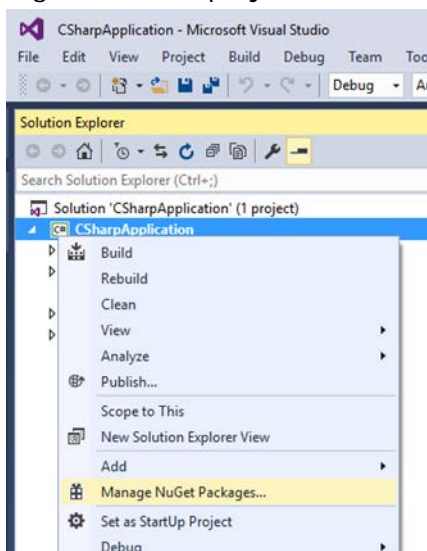 CSharpApplication - Microsoft Visual Studio
File Edit View Project Build Debug Team
Debug
Solution Explorer
Search Solution Explorer (Ctrl+;)
Solution 'CSharpApplication' (1 project)
C# CSharpApplication
Build
Rebuild
Clean
View
Analyze
Publish...
Scope to This
New Solution Explorer View
Add
Manage NuGet Packages...
Set as StartUp Project
Debug